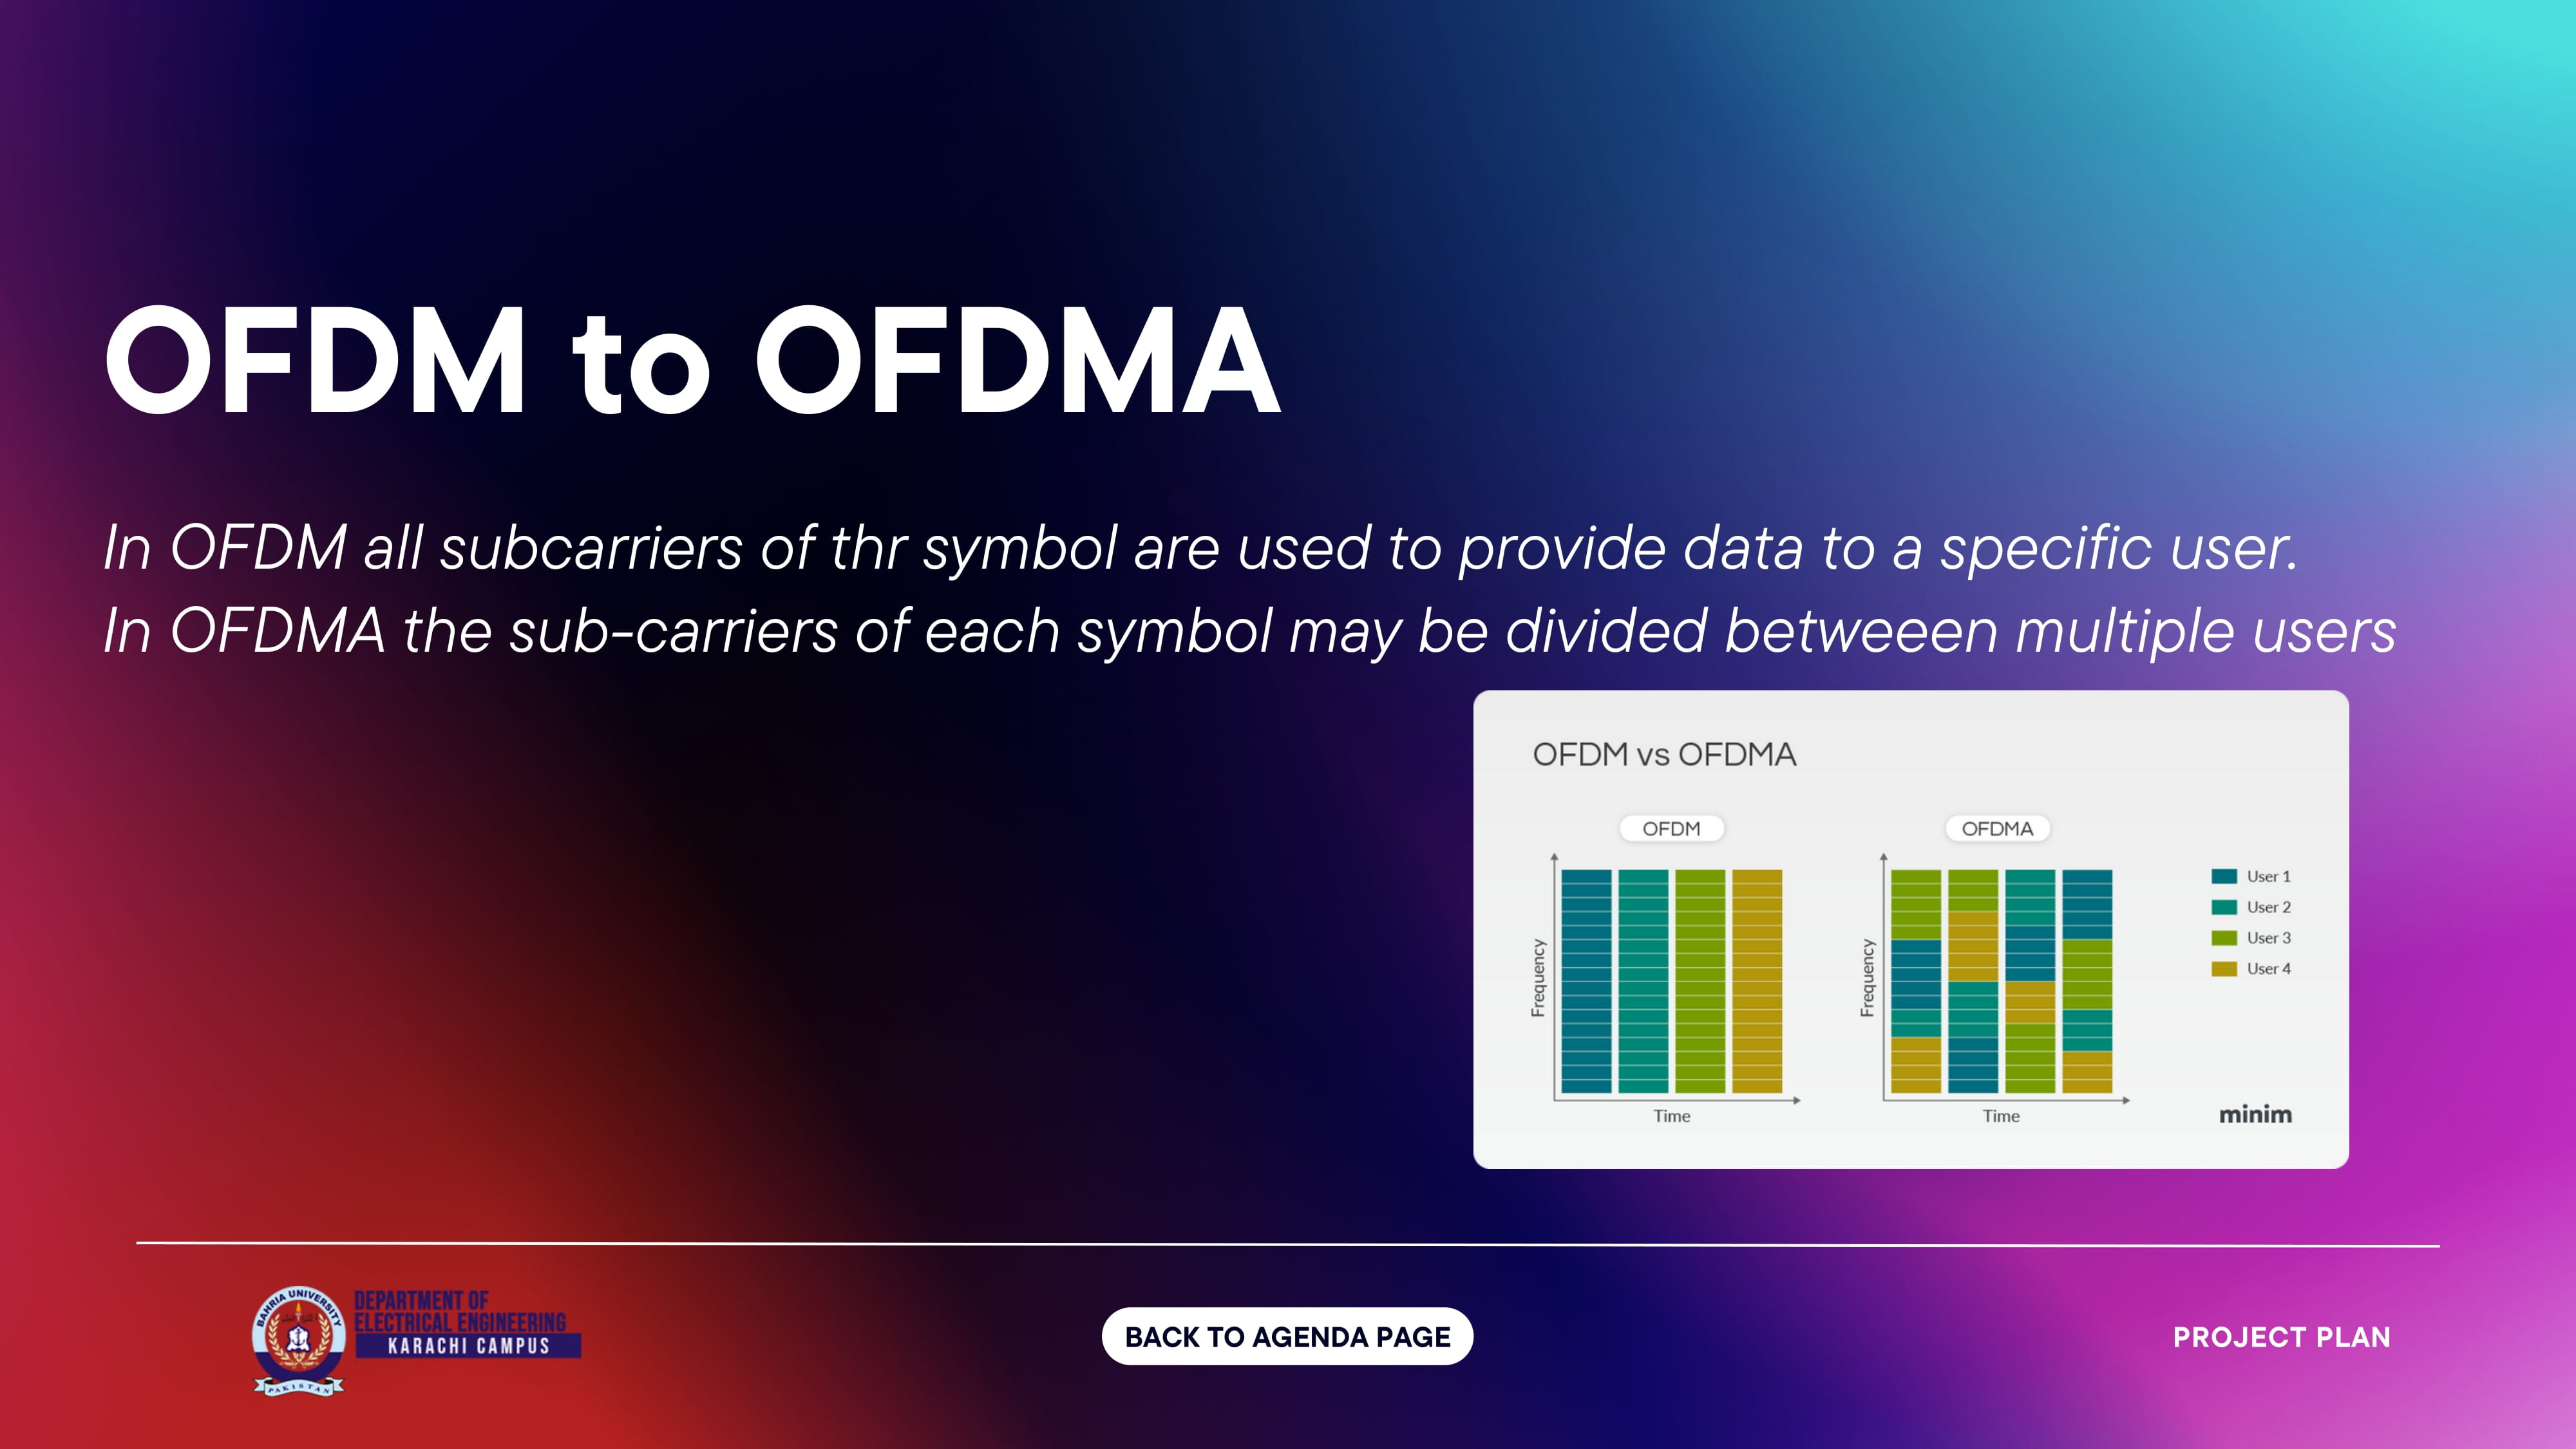 OFDM to OFDMA
In OFDM all subcarriers of thr symbol are used to provide data to a specific user.
In OFDMA the sub-carriers of each symbol may be divided betweeen multiple users
OFDM vs OFDMA
OFDM
OFDMA
Frequency
Time
Frequency
Time
User 1
User 2
User 3
User 4
minim
BAHRIA UNIVERSITY
PAKISTAN
DEPARTMENT OF
ELECTRICAL ENGINEERING
KARACHI CAMPUS
BACK TO AGENDA PAGE
PROJECT PLAN